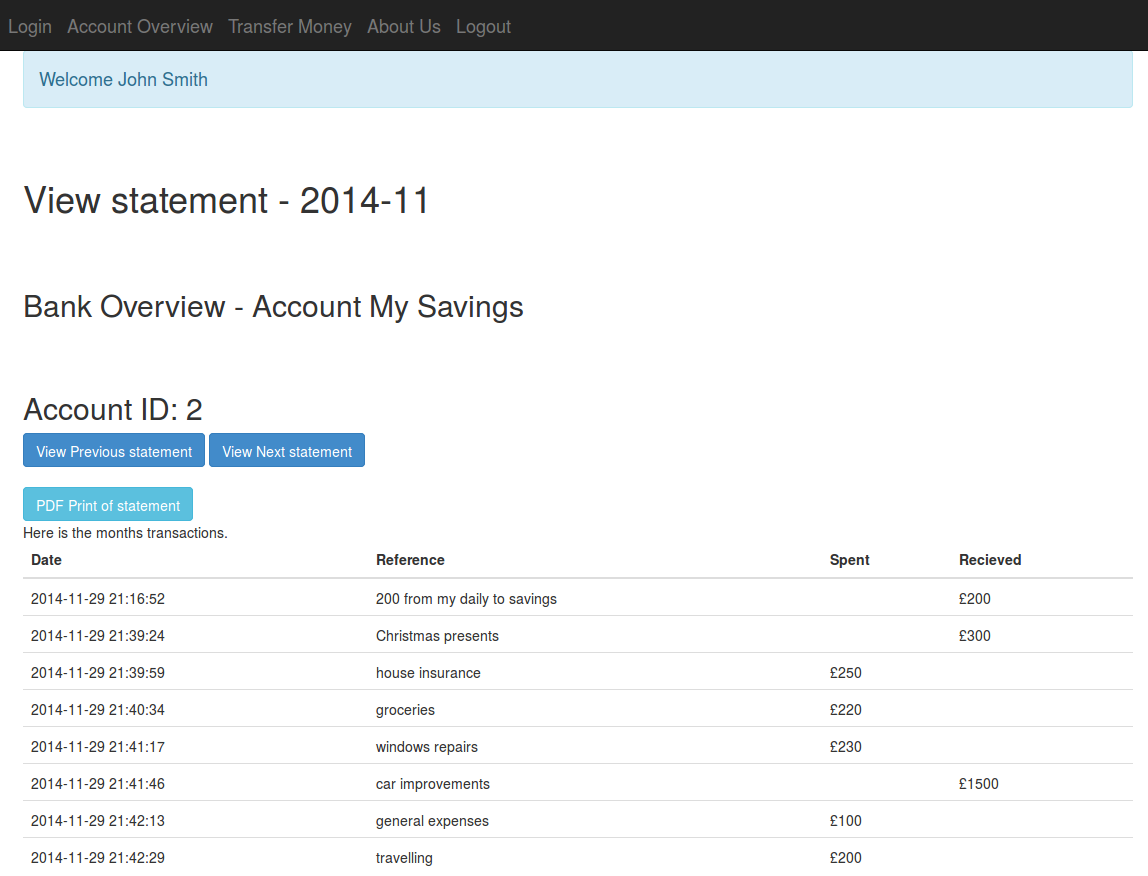 Login Account Overview Transfer Money About Us Logout
Welcome John Smith
View statement - 2014-11
Bank Overview - Account My Savings
Account ID: 2
View Previous statement View Next statement
PDF Print of statement
Here is the months transactions.
Date Reference Spent Recieved
2014-11-29 21:16:52 200 from my daily to savings £200
2014-11-29 21:39:24 Christmas presents £300
2014-11-29 21:39:59 house insurance £250
2014-11-29 21:40:34 groceries £220
2014-11-29 21:41:17 windows repairs £230
2014-11-29 21:41:46 car improvements £1500
2014-11-29 21:42:13 general expenses £100
2014-11-29 21:42:29 travelling £200